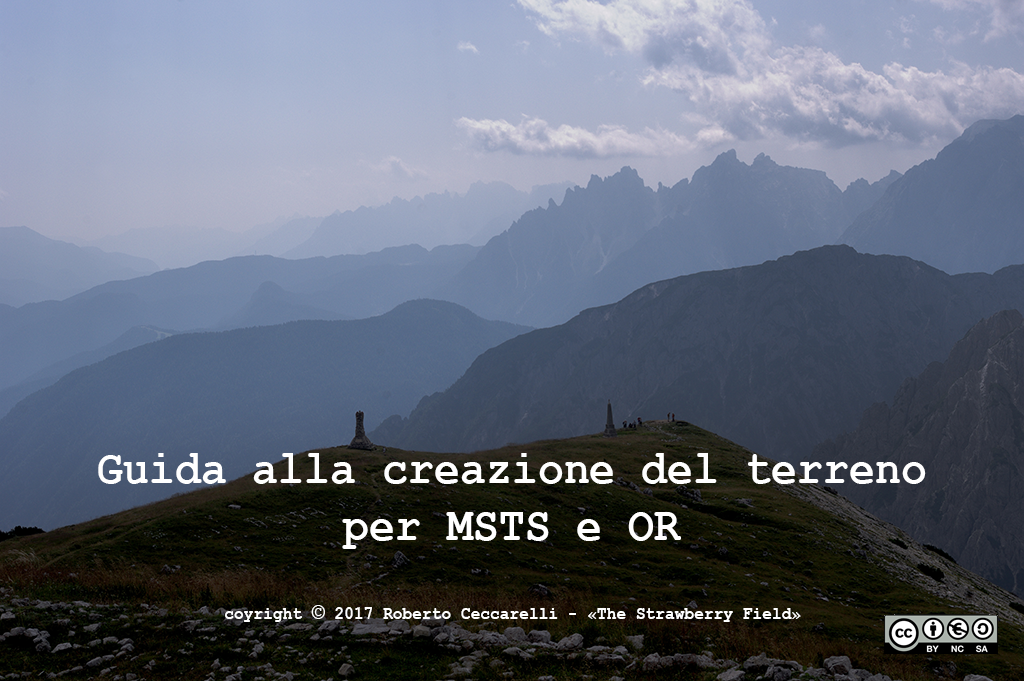 Guida alla creazione del terreno
per MSTS e OR
coyright © 2017 Roberto Ceccarelli - «The Strawberry Field»
cc
BY NC SA